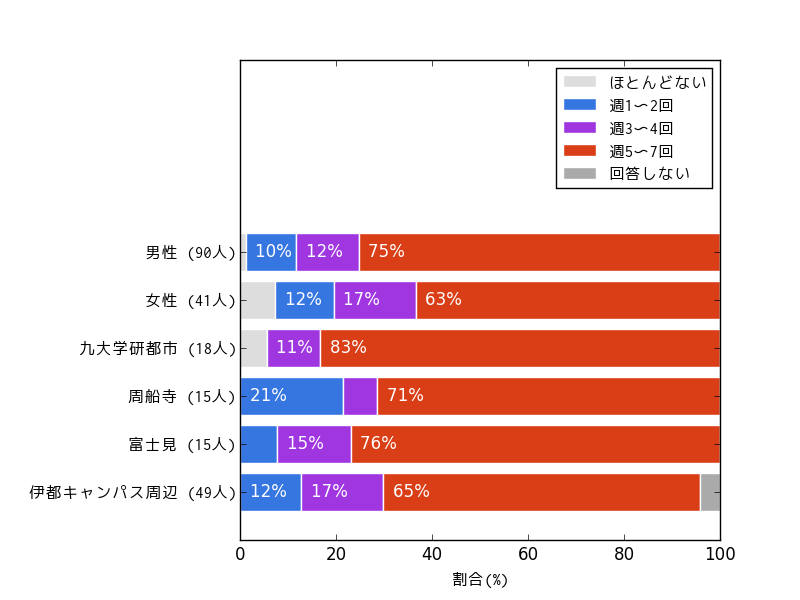 ほとんどない
週1〜2回
週3〜4回
週5〜7回
回答しない
男性 (90人) 10% 12% 75%
女性 (41人) 12% 17% 63%
九大学研都市 (18人) 11% 83%
周船寺 (15人) 21% 71%
富士見 (15人) 15% 76%
伊都キャンパス周辺 (49人) 12% 17% 65%
0 20 40 60 80 100
割合(%)